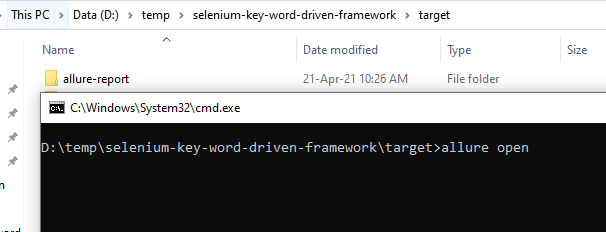 This PC > Data (D:) > temp > selenium-key-word-driven-framework > target
Name Date modified Type Size
allure-report 21-Apr-21 10:26 AM File folder
C:\Windows\System32\cmd.exe
D:\temp\selenium-key-word-driven-framework\target>allure open